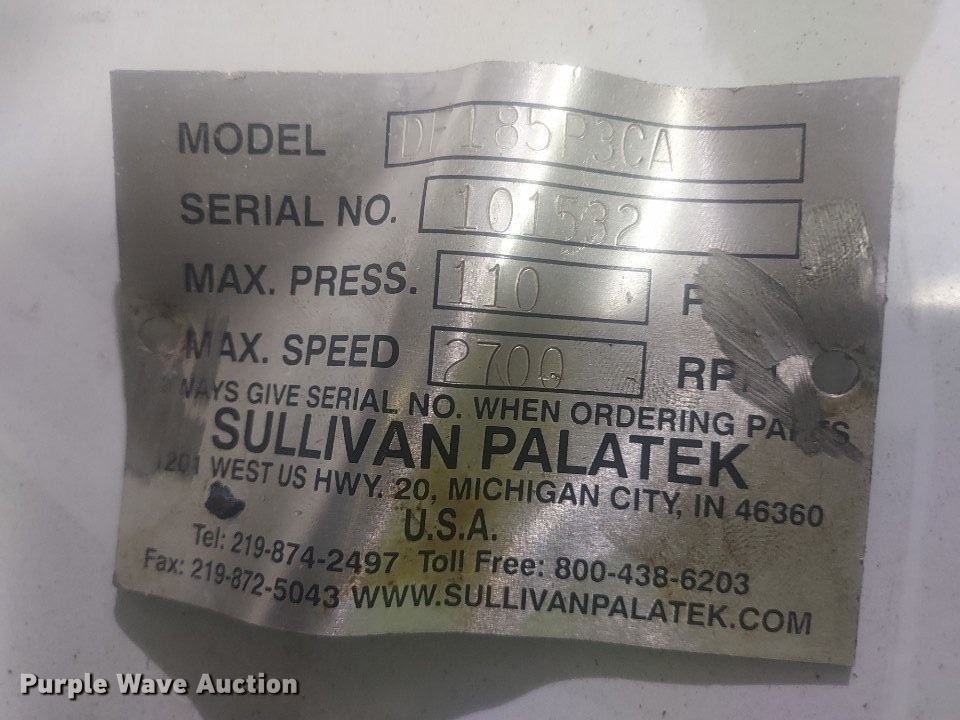 MODEL DF185P3CA
SERIAL NO. 101532
MAX. PRESS. 110 P
MAX. SPEED 2700 RP
WAYS GIVE SERIAL NO. WHEN ORDERING PARTS
SULLIVAN PALATEK
1201 WEST US HWY. 20, MICHIGAN CITY, IN 46360
U.S.A.
Tel: 219-874-2497 Toll Free: 800-438-6203
Fax: 219-872-5043 WWW.SULLIVANPALATEK.COM
Purple Wave Auction